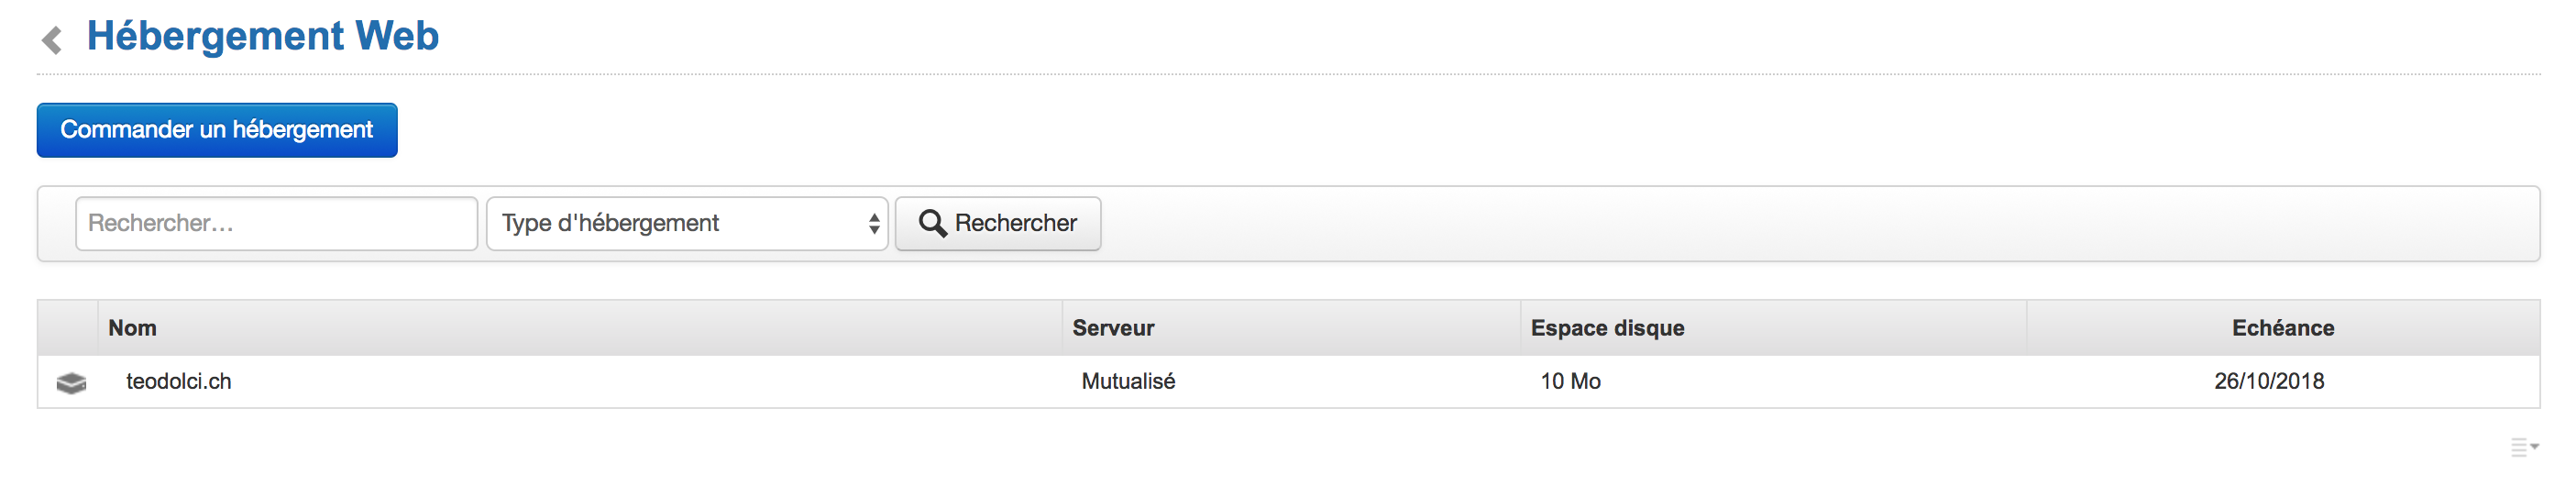 Hébergement Web
Commander un hébergement
Rechercher... Type d'hébergement Rechercher
Nom Serveur Espace disque Echéance
teodolci.ch Mutualisé 10 Mo 26/10/2018